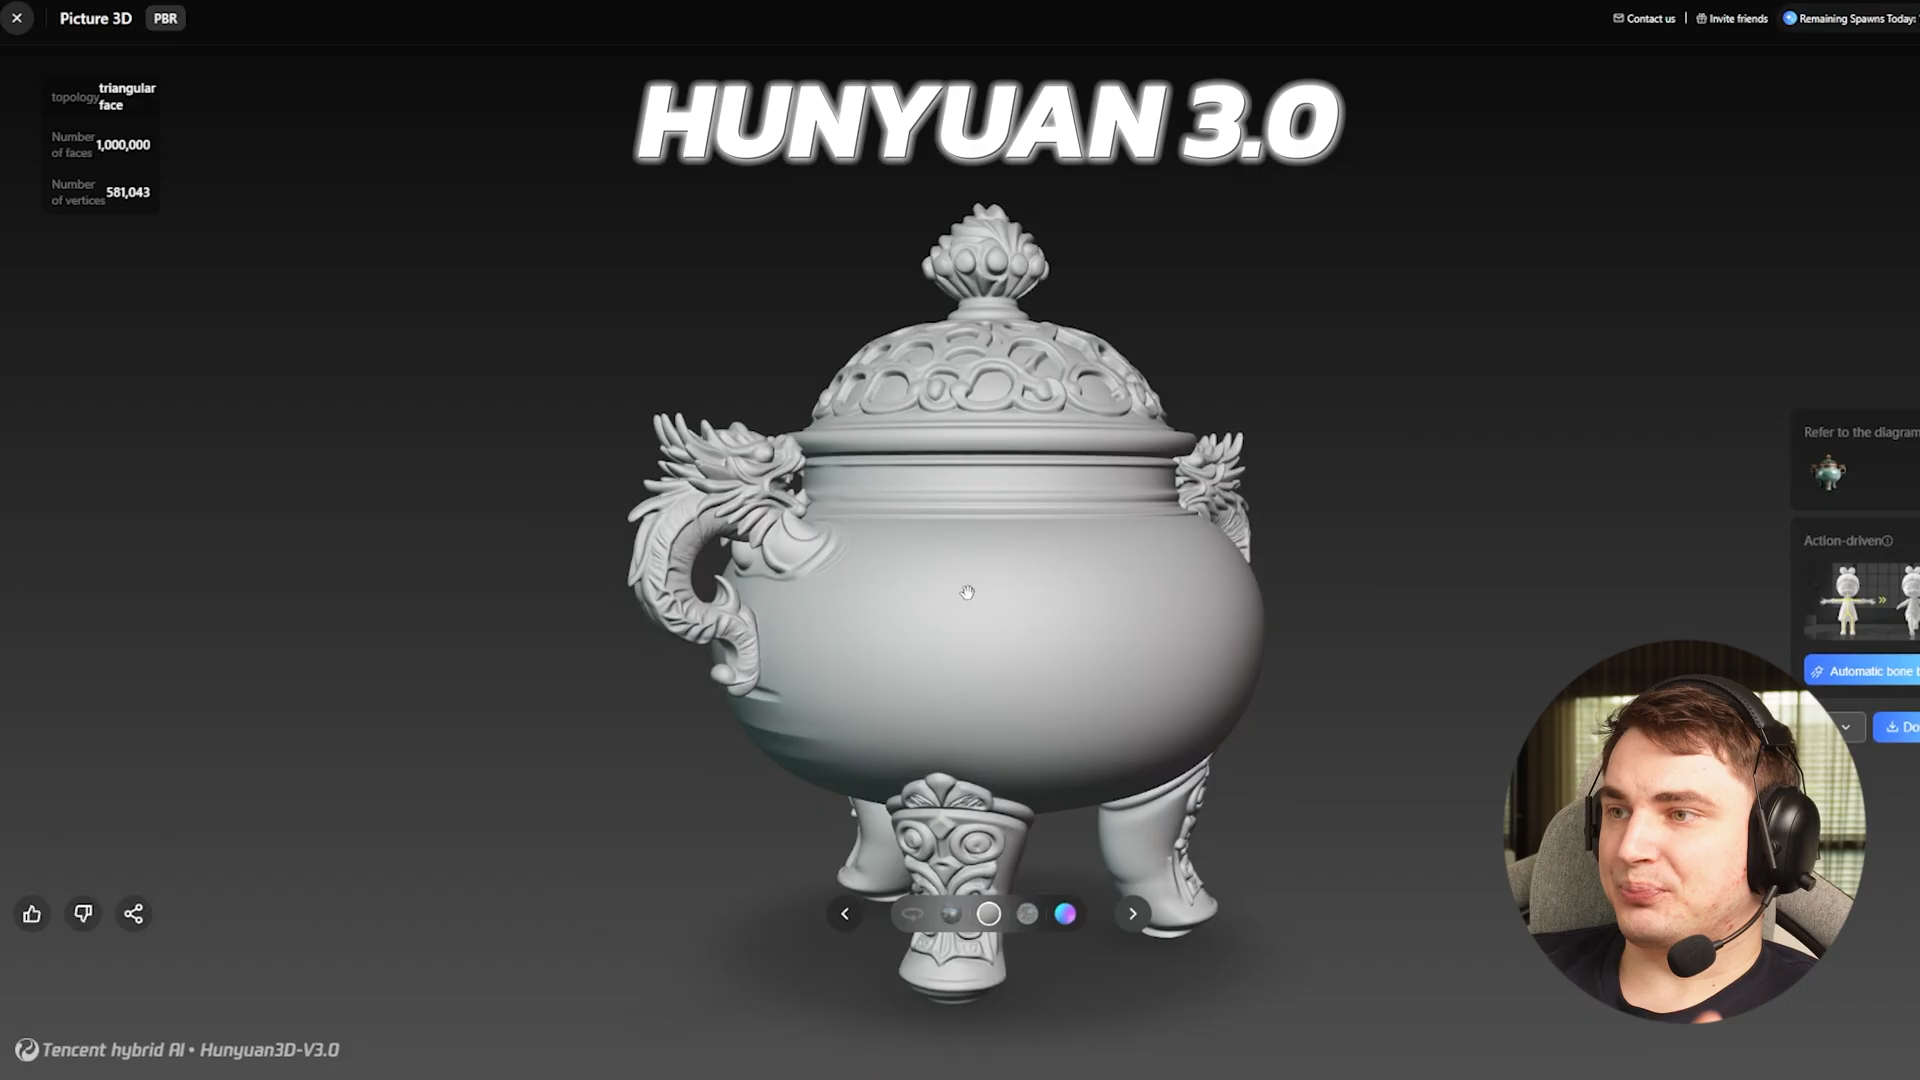 Picture 3D PBR
Contact us | Invite friends Remaining Spawns Today:
HUNYUAN 3.0
topology triangular face
Number of faces 1,000,000
Number of vertices 581,043
Refer to the diagram
Action-driven
Automatic bone b
Do
Tencent hybrid AI • Hunyuan3D-V3.0